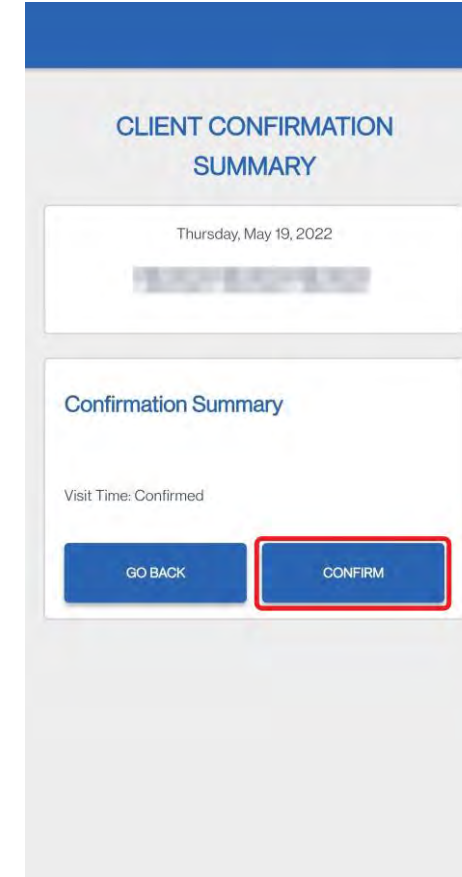 CLIENT CONFIRMATION
SUMMARY
Thursday, May 19, 2022
Confirmation Summary
Visit Time: Confirmed
GO BACK
CONFIRM